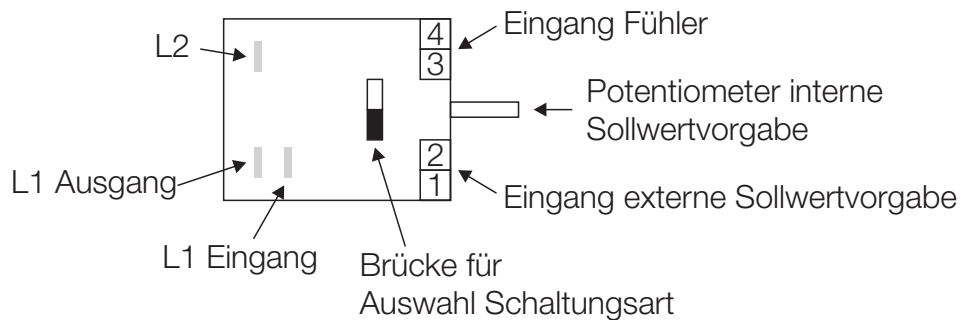 L2
4
3
Eingang Fühler
Potentiometer interne
Sollwertvorgabe
2
1
L1 Ausgang
Eingang externe Sollwertvorgabe
L1 Eingang
Brücke für
Auswahl Schaltungsart